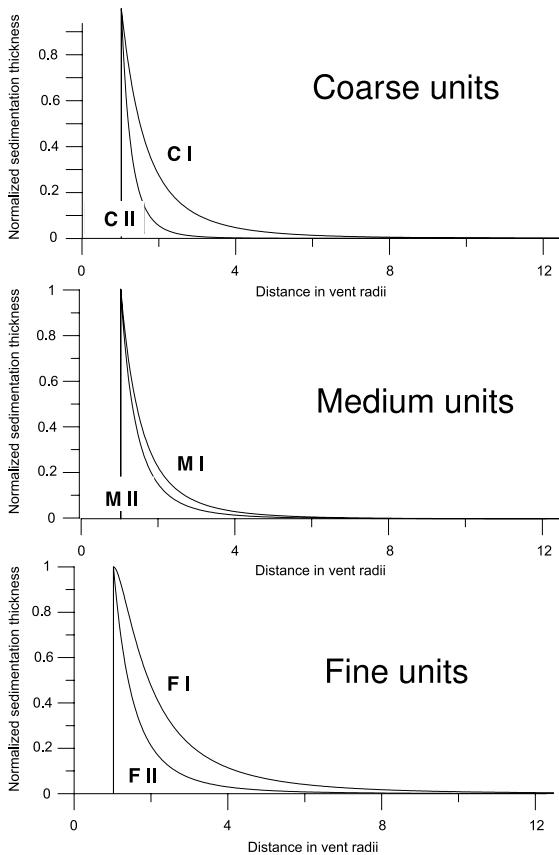 Normalized sedimentation thickness
0.8
0.6
0.4
0.2
0
Coarse units
C I
C II
0 4 8 12
Distance in vent radii
Normalized sedimentation thickness
1
0.8
0.6
0.4
0.2
0
Medium units
M I
M II
0 4 8 12
Distance in vent radii
Normalized sedimentation thickness
1
0.8
0.6
0.4
0.2
0
Fine units
F I
F II
0 4 8 12
Distance in vent radii